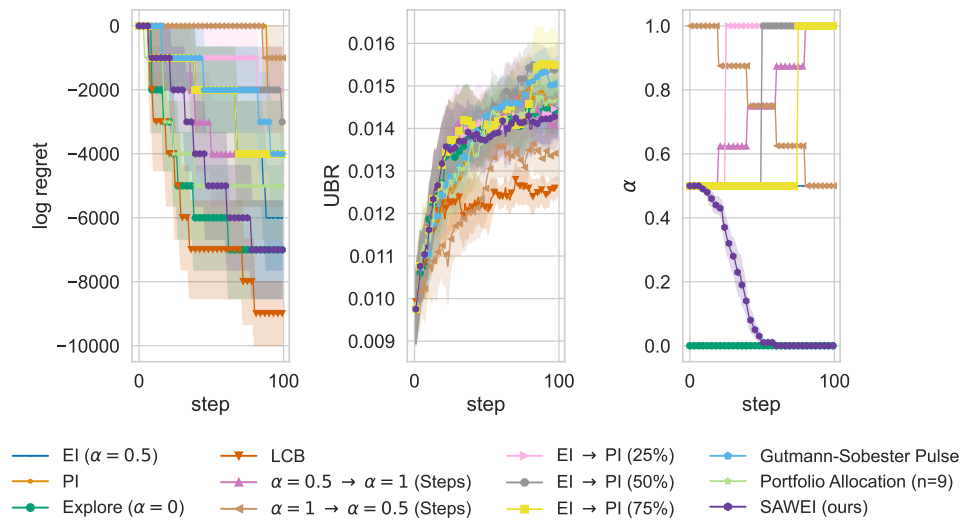 0
−2000
−4000
−6000
−8000
−10000
log regret
0
100
step
0.016
0.015
0.014
0.013
0.012
0.011
0.010
0.009
UBR
0
100
step
1.0
0.8
0.6
0.4
0.2
0.0
α
0
100
step
EI (α = 0.5)
PI
Explore (α = 0)
LCB
α = 0.5 → α = 1 (Steps)
α = 1 → α = 0.5 (Steps)
EI → PI (25%)
EI → PI (50%)
EI → PI (75%)
Gutmann-Sobester Pulse
Portfolio Allocation (n=9)
SAWEI (ours)